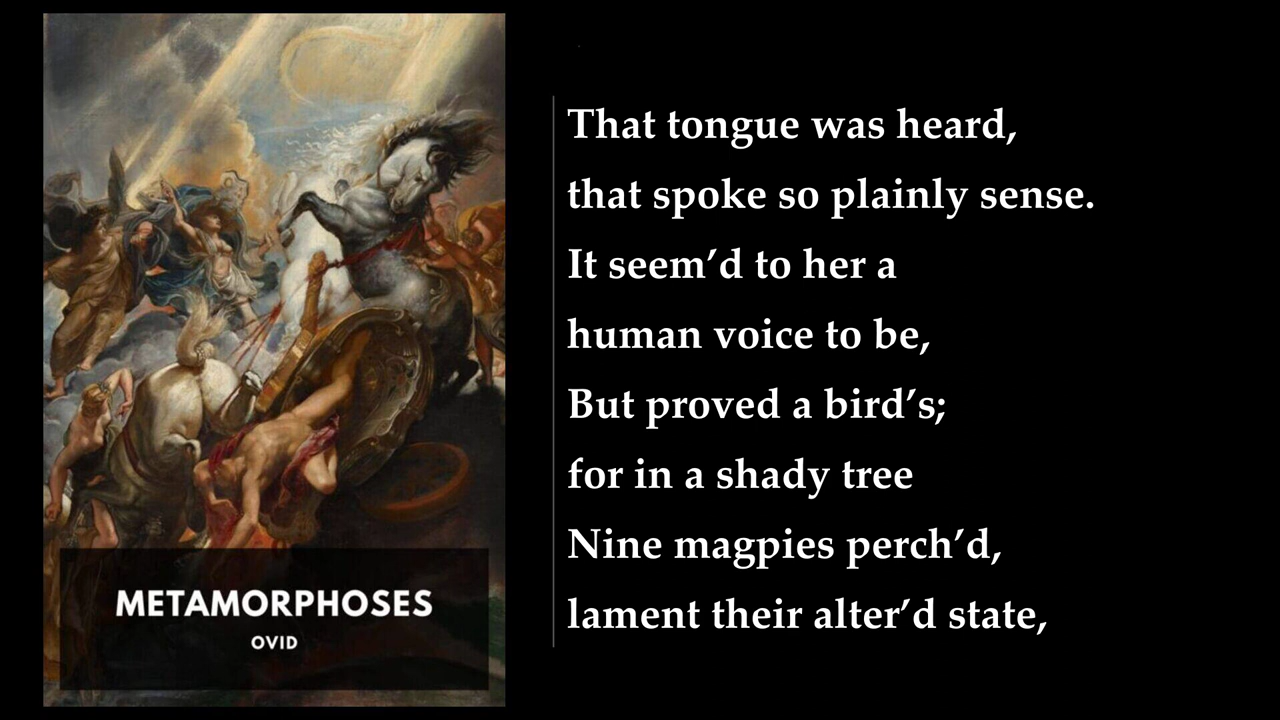 METAMORPHOSES
OVID
That tongue was heard,
that spoke so plainly sense.
It seem’d to her a
human voice to be,
But proved a bird’s;
for in a shady tree
Nine magpies perch’d,
lament their alter’d state,